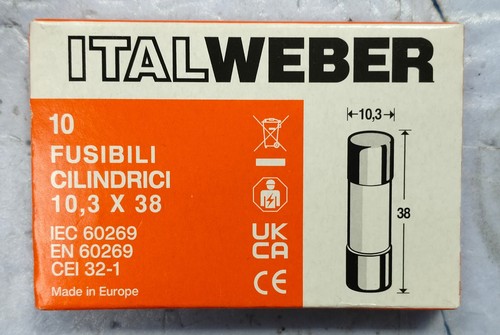 ITALWEBER
10
FUSIBILI
CILINDRICI
10,3 X 38
IEC 60269
EN 60269
CEI 32-1
Made in Europe
UK
CA
CE
10,3
38